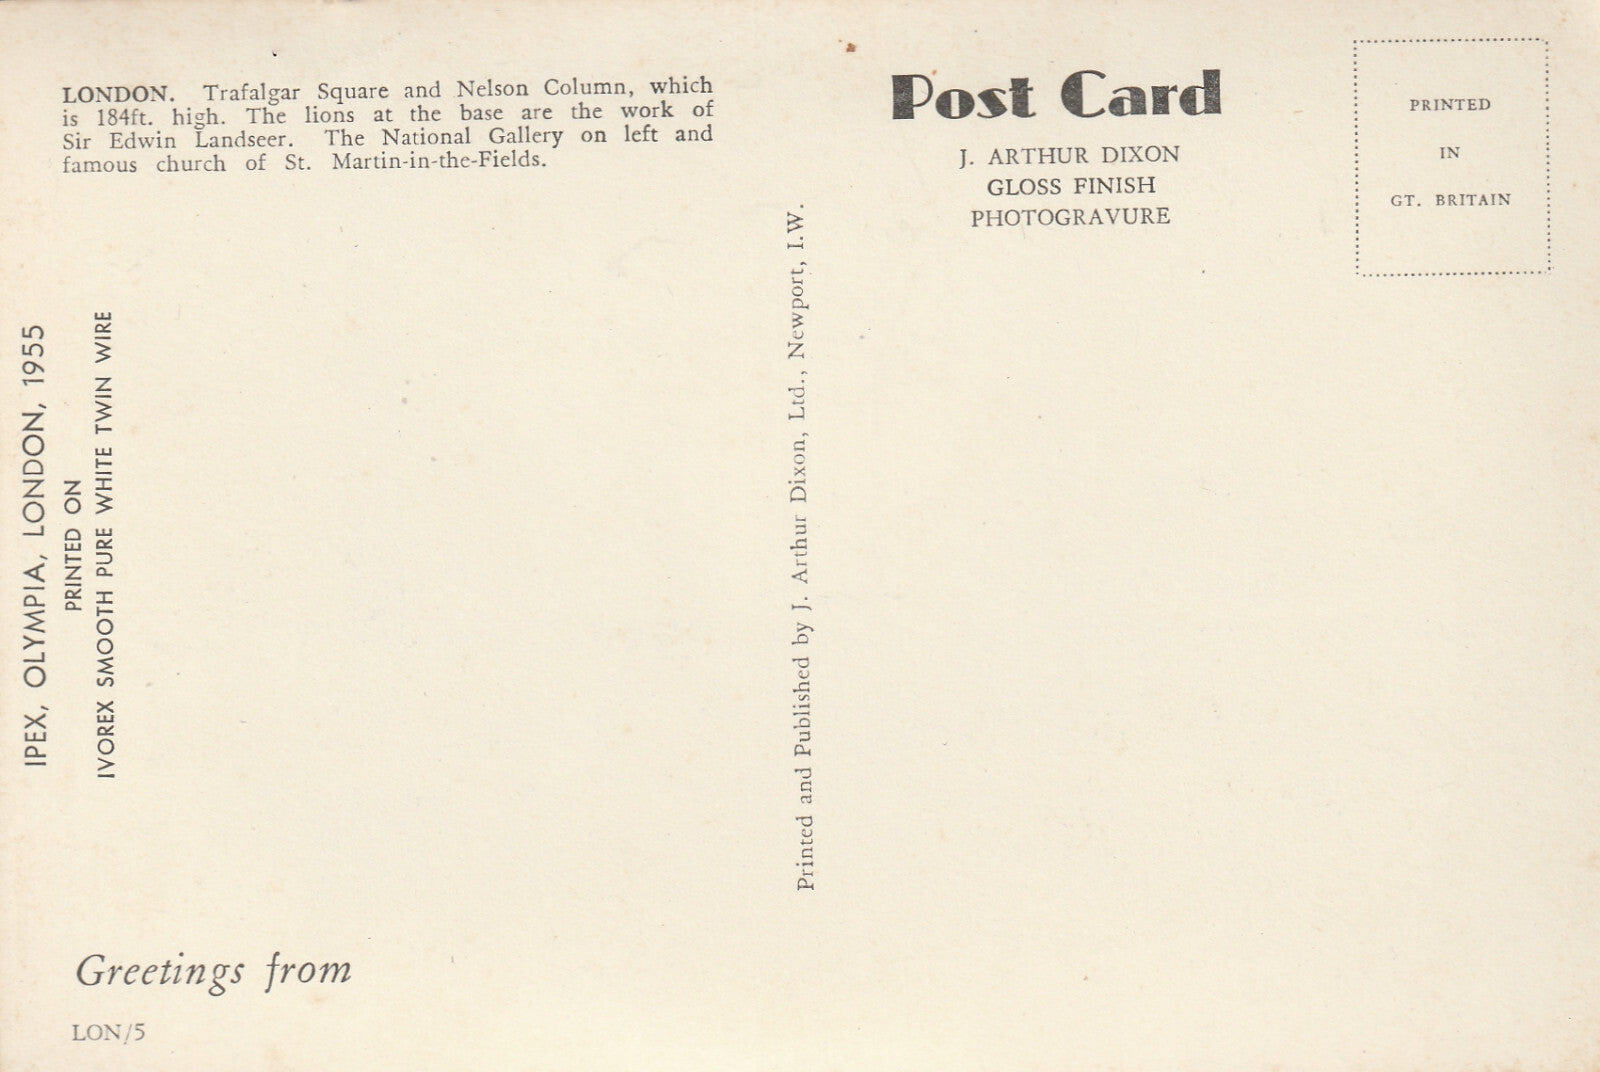 LONDON. Trafalgar Square and Nelson Column, which
is 184ft. high. The lions at the base are the work of
Sir Edwin Landseer. The National Gallery on left and
famous church of St. Martin-in-the-Fields.
IPEX, OLYMPIA, LONDON, 1955
PRINTED ON
IVOREX SMOOTH PURE WHITE TWIN WIRE
Greetings from
LON/5
Printed and Published by J. Arthur Dixon, Ltd., Newport, I.W.
Post Card
J. ARTHUR DIXON
GLOSS FINISH
PHOTOGRAVURE
PRINTED
IN
GT. BRITAIN